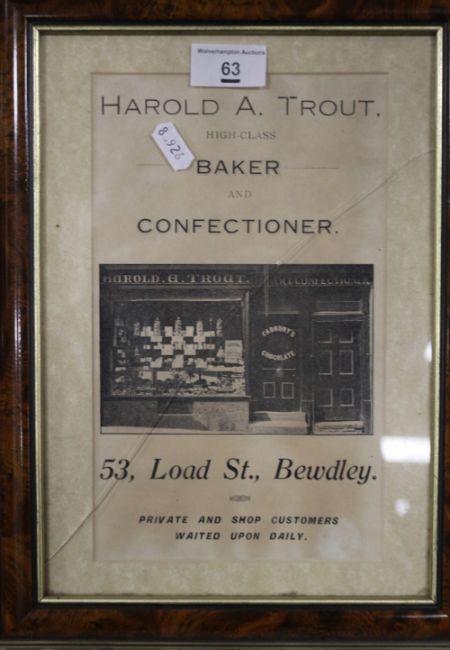 Wolverhampton Auctions
63
8.926
HAROLD A. TROUT,
HIGH-CLASS
BAKER
AND
CONFECTIONER.
HAROLD. A. TROUT.
CONFECTIONER
CADBURY'S
CHOCOLATE
53, Load St., Bewdley.
PRIVATE AND SHOP CUSTOMERS
WAITED UPON DAILY.